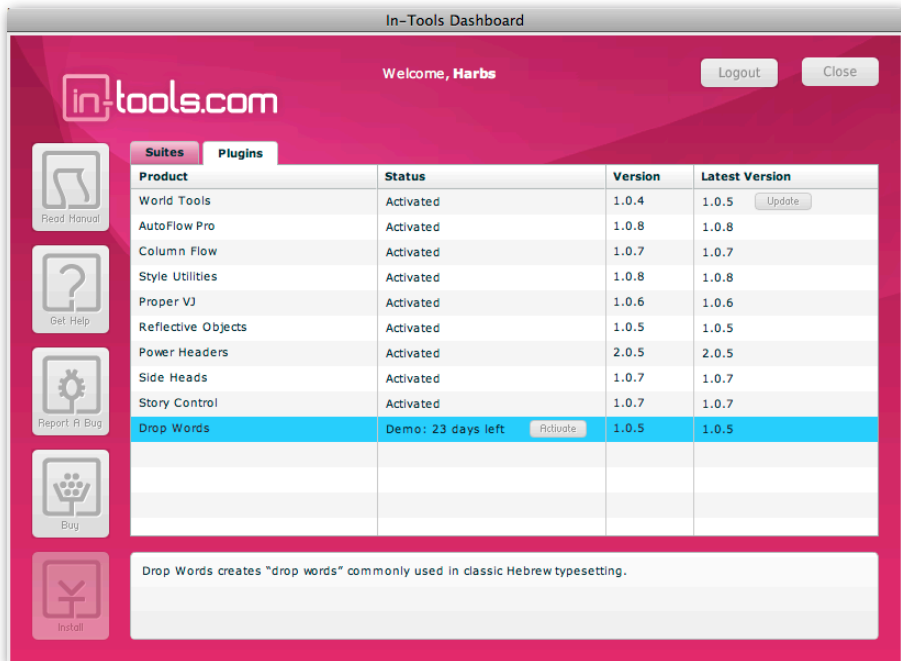 In-Tools Dashboard
Welcome, Harbs
Logout
Close
in-tools.com
Suites
Plugins
Product Status Version Latest Version
World Tools Activated 1.0.4 1.0.5 Update
AutoFlow Pro Activated 1.0.8 1.0.8
Column Flow Activated 1.0.7 1.0.7
Style Utilities Activated 1.0.8 1.0.8
Proper VJ Activated 1.0.6 1.0.6
Reflective Objects Activated 1.0.5 1.0.5
Power Headers Activated 2.0.5 2.0.5
Side Heads Activated 1.0.7 1.0.7
Story Control Activated 1.0.7 1.0.7
Drop Words Demo: 23 days left Activate 1.0.5 1.0.5
Read Manual
Get Help
Report A Bug
Buy
Install
Drop Words creates “drop words” commonly used in classic Hebrew typesetting.